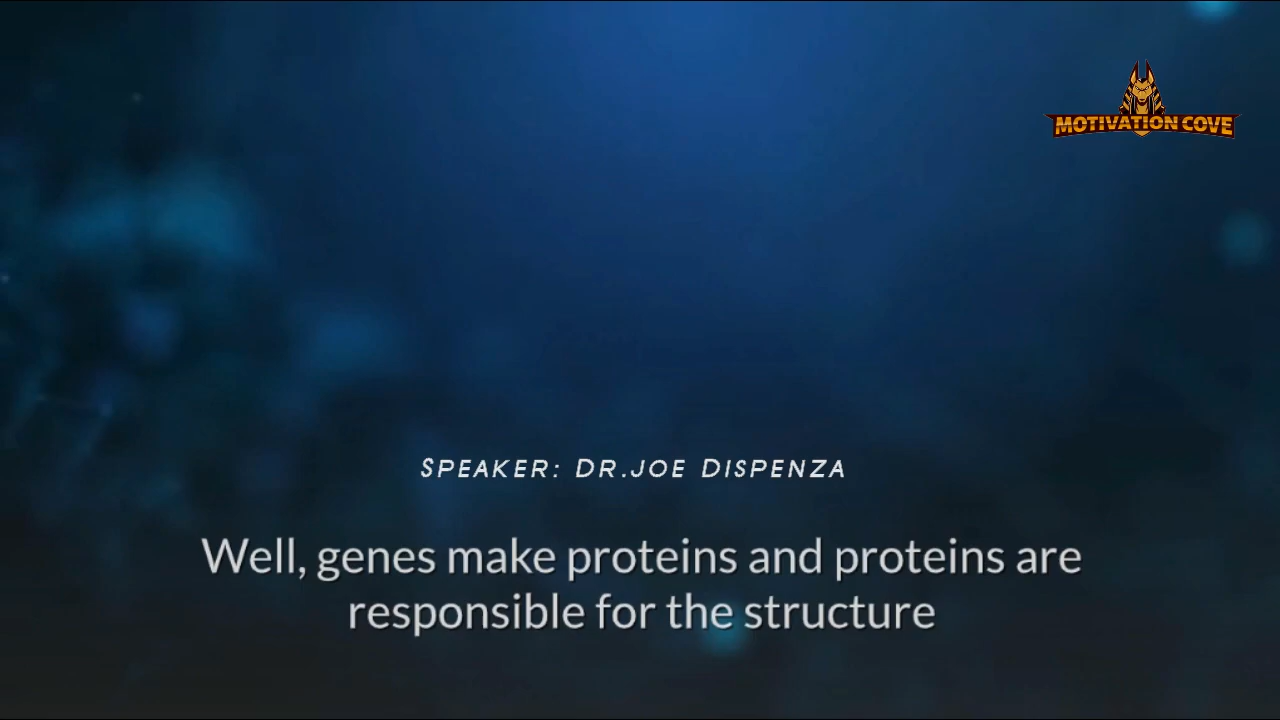 MOTIVATION COVE
SPEAKER: DR.JOE DISPENZA
Well, genes make proteins and proteins are
responsible for the structure